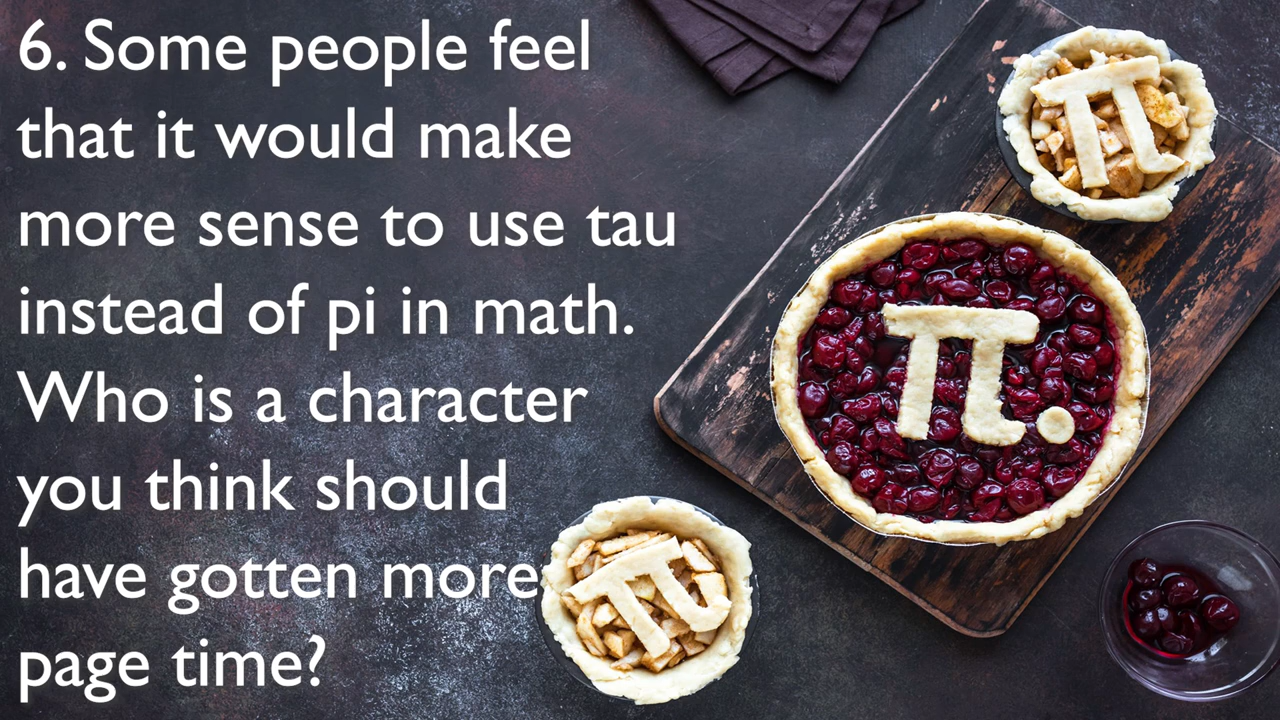 6. Some people feel
that it would make
more sense to use tau
instead of pi in math.
Who is a character
you think should
have gotten more
page time?
π
π.
π